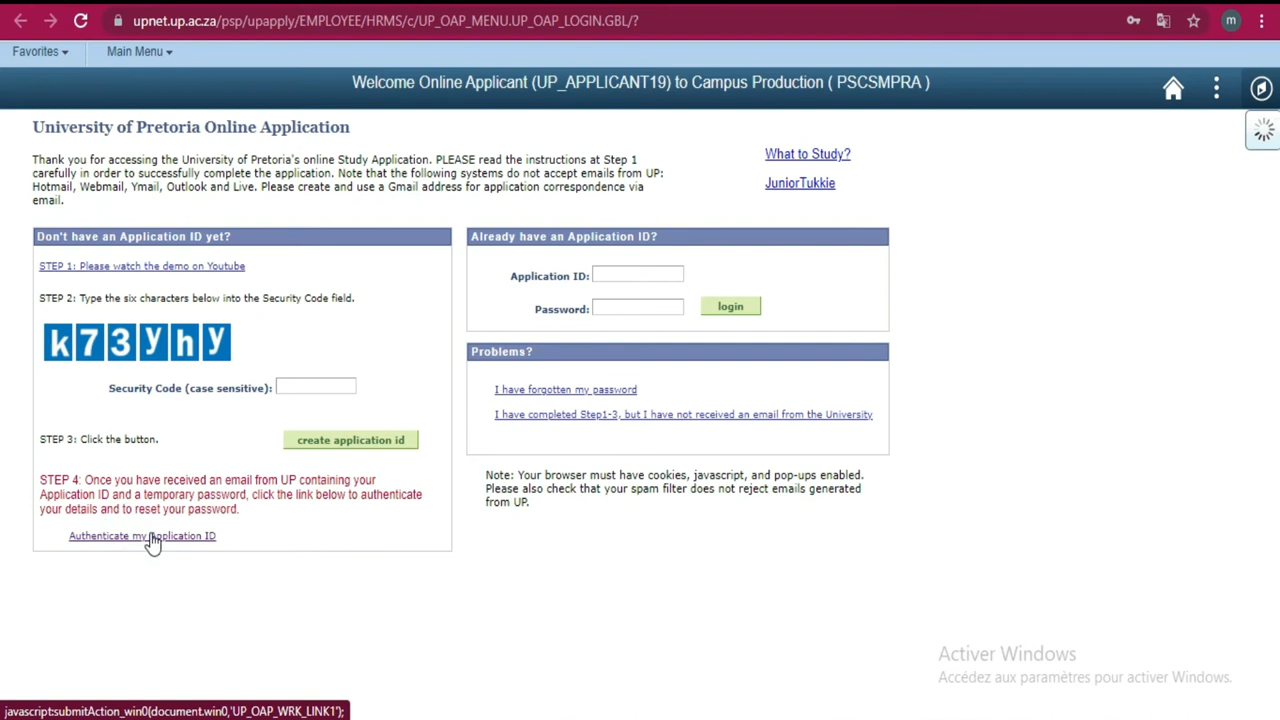 upnet.up.ac.za/psp/upapply/EMPLOYEE/HRMS/c/UP_OAP_MENU.UP_OAP_LOGIN.GBL/?
m
Favorites
Main Menu
Welcome Online Applicant (UP_APPLICANT19) to Campus Production ( PSCSMPRA )
University of Pretoria Online Application
Thank you for accessing the University of Pretoria's online Study Application. PLEASE read the instructions at Step 1
carefully in order to successfully complete the application. Note that the following systems do not accept emails from UP:
Hotmail, Webmail, Ymail, Outlook and Live. Please create and use a Gmail address for application correspondence via
email.
What to Study?
JuniorTukkie
Don't have an Application ID yet?
STEP 1: Please watch the demo on Youtube
STEP 2: Type the six characters below into the Security Code field.
k73yhy
Security Code (case sensitive):
STEP 3: Click the button.
create application id
STEP 4: Once you have received an email from UP containing your
Application ID and a temporary password, click the link below to authenticate
your details and to reset your password.
Authenticate my Application ID
Already have an Application ID?
Application ID:
Password:
login
Problems?
I have forgotten my password
I have completed Step1-3, but I have not received an email from the University
Note: Your browser must have cookies, javascript, and pop-ups enabled.
Please also check that your spam filter does not reject emails generated
from UP.
Activer Windows
Accédez aux paramètres pour activer Windows.
javascript:submitAction_win0(document.win0,'UP_OAP_WRK_LINK1');